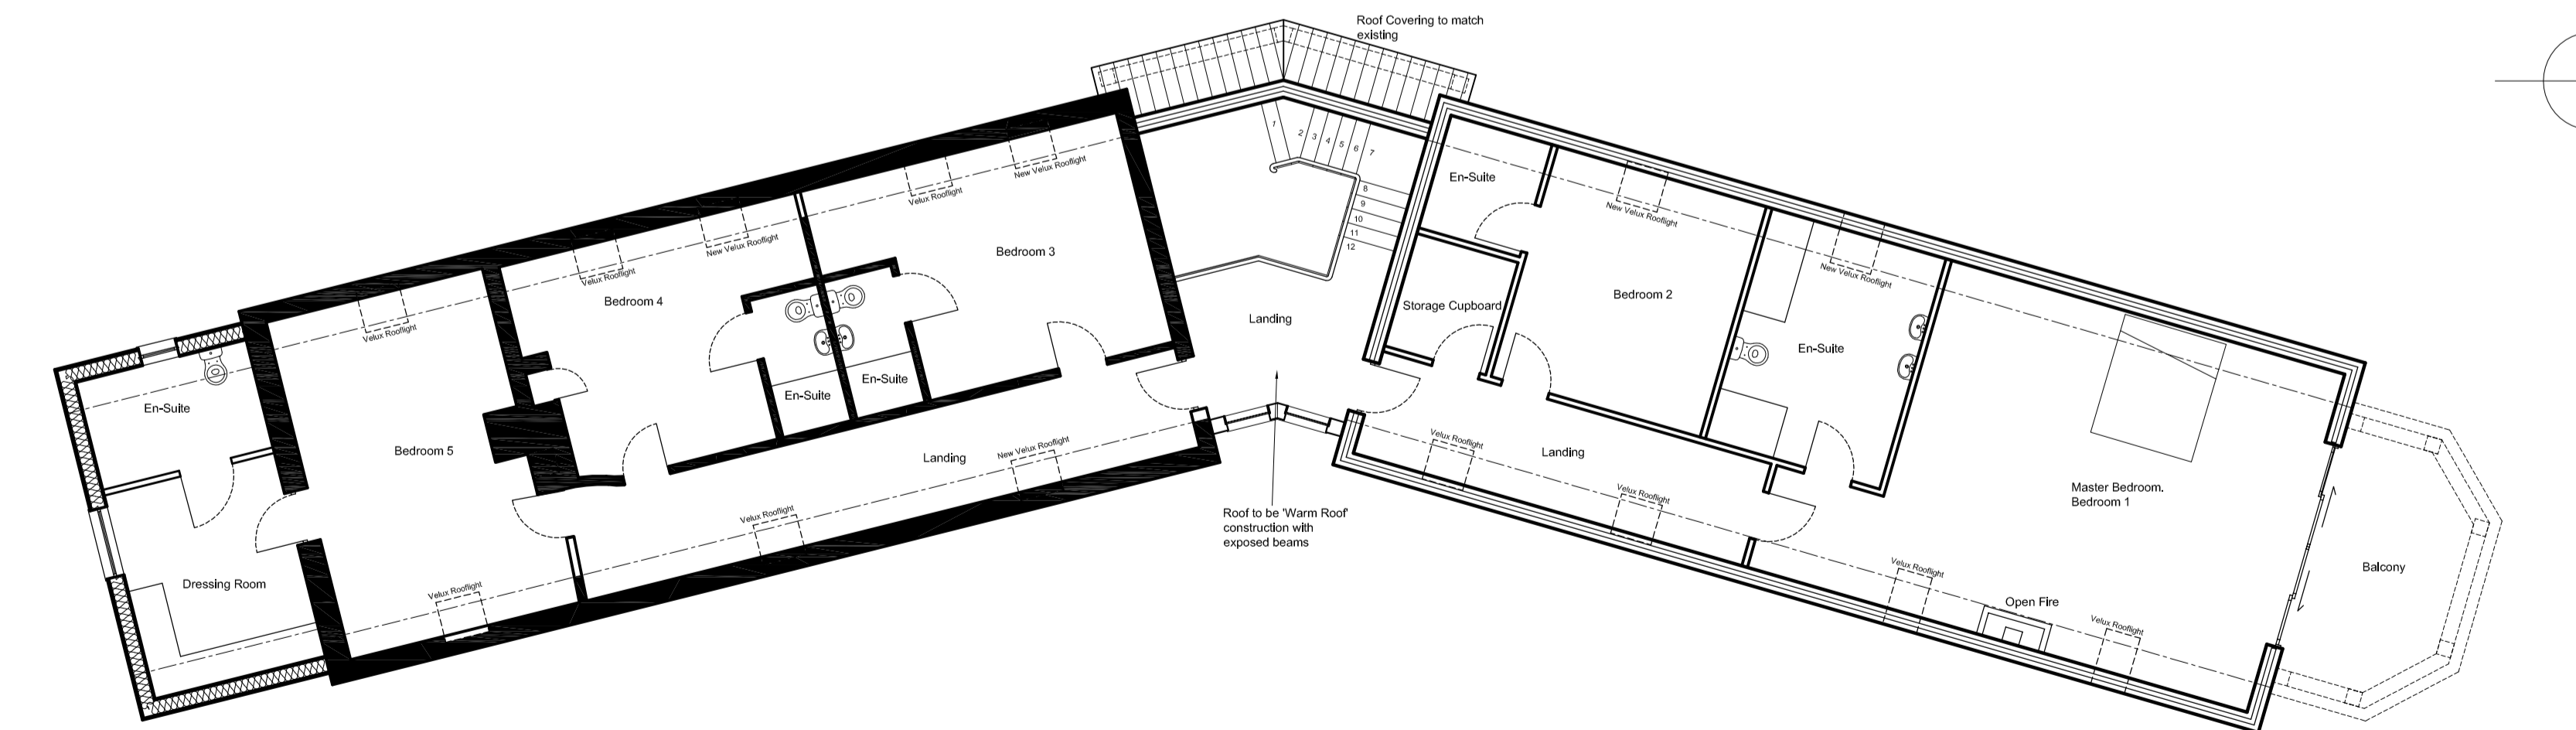 Roof Covering to match
existing
1
2
3
4
5
6
7
8
9
10
11
12
New Velux Rooflight
Velux Rooflight
New Velux Rooflight
Velux Rooflight
Velux Rooflight
Bedroom 3
Bedroom 4
En-Suite
En-Suite
En-Suite
Bedroom 5
Dressing Room
Velux Rooflight
Velux Rooflight
New Velux Rooflight
Landing
Landing
Roof to be 'Warm Roof'
construction with
exposed beams
En-Suite
Storage Cupboard
New Velux Rooflight
Bedroom 2
New Velux Rooflight
En-Suite
Velux Rooflight
Landing
Velux Rooflight
Master Bedroom.
Bedroom 1
Velux Rooflight
Open Fire
Velux Rooflight
Balcony